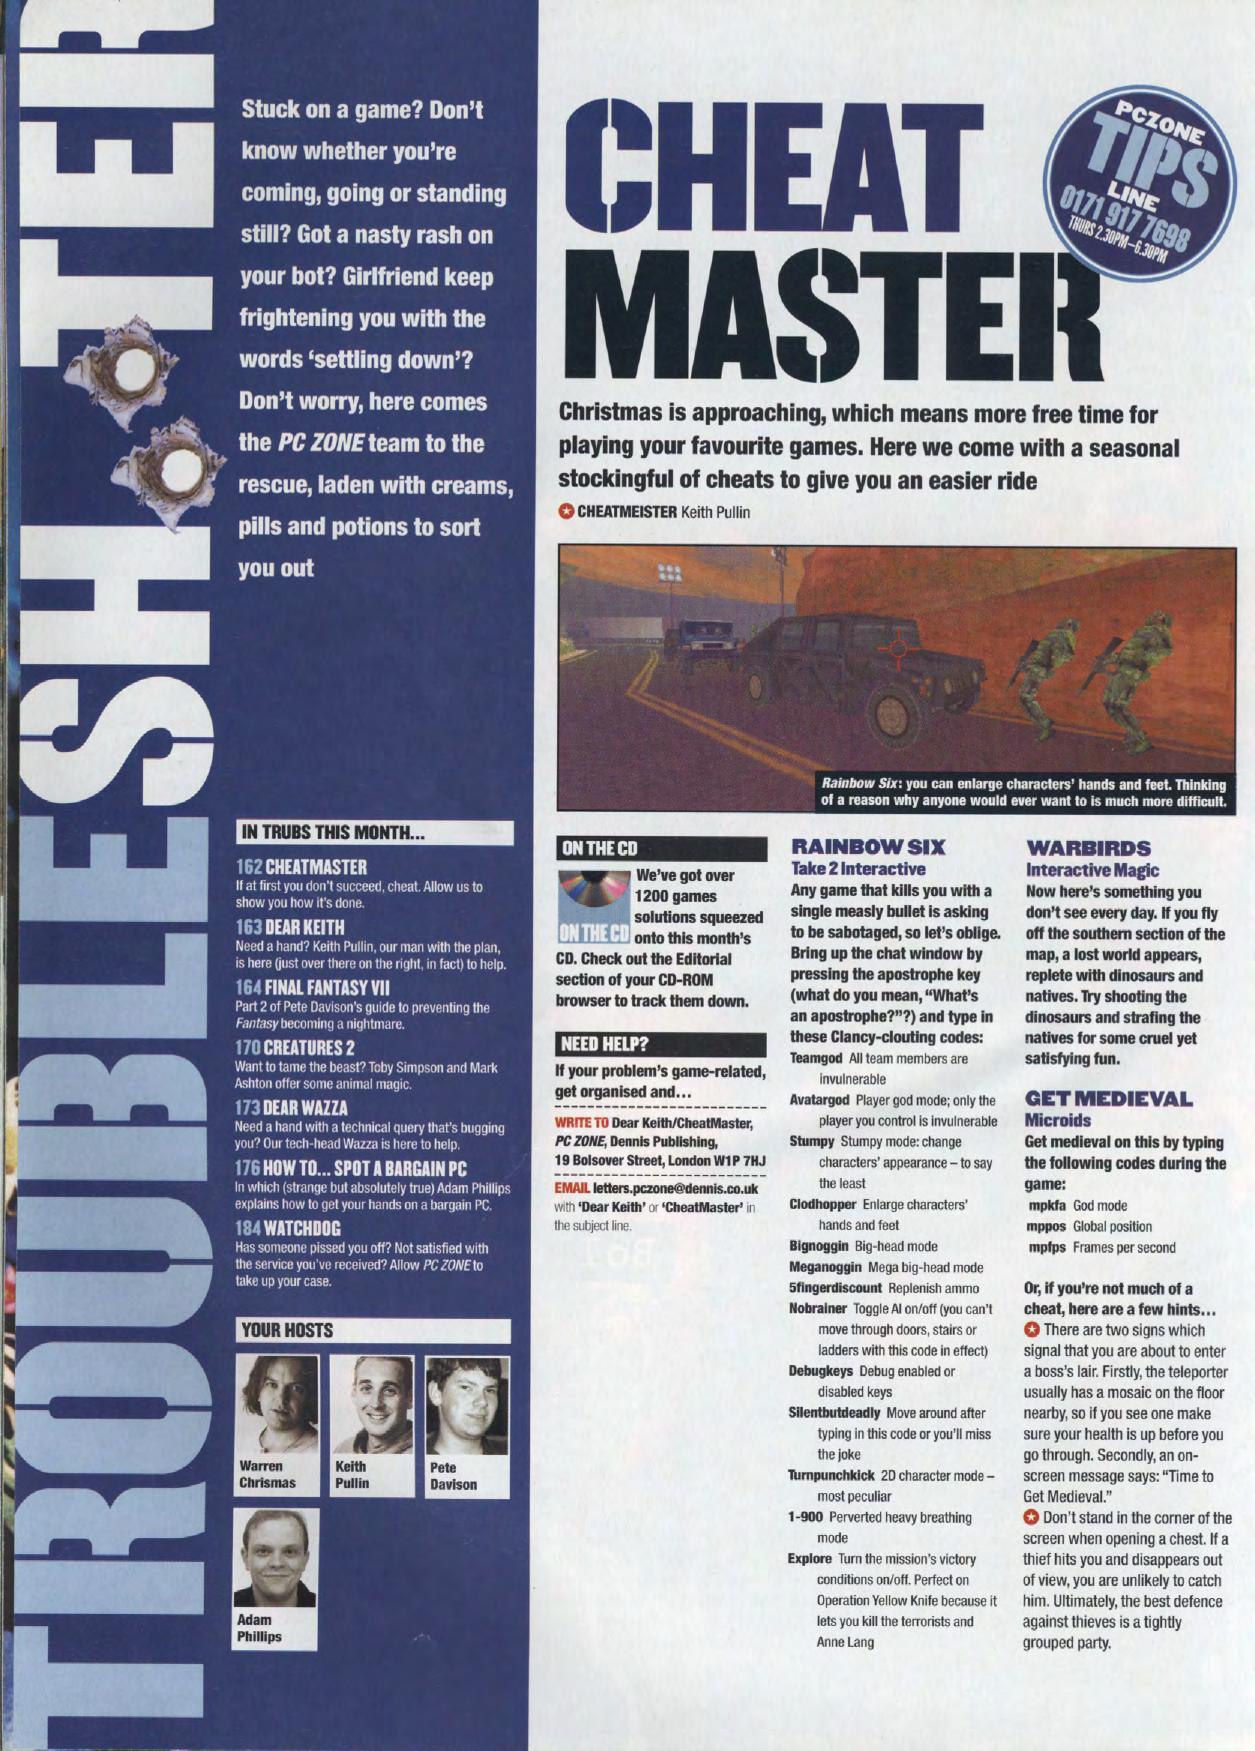 TROUBLESHOOTER
Stuck on a game? Don't
know whether you're
coming, going or standing
still? Got a nasty rash on
your bot? Girlfriend keep
frightening you with the
words ‘settling down’?
Don't worry, here comes
the PC ZONE team to the
rescue, laden with creams,
pills and potions to sort
you out
IN TRUBS THIS MONTH...
162 CHEATMASTER
If at first you don't succeed, cheat. Allow us to
show you how it's done.
163 DEAR KEITH
Need a hand? Keith Pullin, our man with the plan,
is here (just over there on the right, in fact) to help.
164 FINAL FANTASY VII
Part 2 of Pete Davison's guide to preventing the
Fantasy becoming a nightmare.
170 CREATURES 2
Want to tame the beast? Toby Simpson and Mark
Ashton offer some animal magic.
173 DEAR WAZZA
Need a hand with a technical query that's bugging
you? Our tech-head Wazza is here to help.
176 HOW TO... SPOT A BARGAIN PC
In which (strange but absolutely true) Adam Phillips
explains how to get your hands on a bargain PC.
184 WATCHDOG
Has someone pissed you off? Not satisfied with
the service you've received? Allow PC ZONE to
take up your case.
YOUR HOSTS
Warren
Chrismas
Keith
Pullin
Pete
Davison
Adam
Phillips
CHEAT
MASTER
PCZONE
TIPS
LINE
0171 917 7698
THURS 2.30PM–6.30PM
Christmas is approaching, which means more free time for
playing your favourite games. Here we come with a seasonal
stockingful of cheats to give you an easier ride
CHEATMEISTER Keith Pullin
Rainbow Six: you can enlarge characters' hands and feet. Thinking
of a reason why anyone would ever want to is much more difficult.
ON THE CD
ON THE CD
We've got over
1200 games
solutions squeezed
onto this month's
CD. Check out the Editorial
section of your CD-ROM
browser to track them down.
NEED HELP?
If your problem's game-related,
get organised and...
WRITE TO Dear Keith/CheatMaster,
PC ZONE, Dennis Publishing,
19 Bolsover Street, London W1P 7HJ
EMAIL letters.pczone@dennis.co.uk
with ‘Dear Keith’ or ‘CheatMaster’ in
the subject line.
RAINBOW SIX
Take 2 Interactive
Any game that kills you with a
single measly bullet is asking
to be sabotaged, so let's oblige.
Bring up the chat window by
pressing the apostrophe key
(what do you mean, “What's
an apostrophe?”?) and type in
these Clancy-clouting codes:
Teamgod All team members are
invulnerable
Avatargod Player god mode; only the
player you control is invulnerable
Stumpy Stumpy mode: change
characters' appearance – to say
the least
Clodhopper Enlarge characters'
hands and feet
Bignoggin Big-head mode
Meganoggin Mega big-head mode
5fingerdiscount Replenish ammo
Nobrainer Toggle AI on/off (you can't
move through doors, stairs or
ladders with this code in effect)
Debugkeys Debug enabled or
disabled keys
Silentbutdeadly Move around after
typing in this code or you'll miss
the joke
Turnpunchkick 2D character mode –
most peculiar
1-900 Perverted heavy breathing
mode
Explore Turn the mission's victory
conditions on/off. Perfect on
Operation Yellow Knife because it
lets you kill the terrorists and
Anne Lang
WARBIRDS
Interactive Magic
Now here's something you
don't see every day. If you fly
off the southern section of the
map, a lost world appears,
replete with dinosaurs and
natives. Try shooting the
dinosaurs and strafing the
natives for some cruel yet
satisfying fun.
GET MEDIEVAL
Microids
Get medieval on this by typing
the following codes during the
game:
mpkfa God mode
mppos Global position
mpfps Frames per second
Or, if you're not much of a
cheat, here are a few hints...
There are two signs which
signal that you are about to enter
a boss's lair. Firstly, the teleporter
usually has a mosaic on the floor
nearby, so if you see one make
sure your health is up before you
go through. Secondly, an on-
screen message says: “Time to
Get Medieval.”
Don't stand in the corner of the
screen when opening a chest. If a
thief hits you and disappears out
of view, you are unlikely to catch
him. Ultimately, the best defence
against thieves is a tightly
grouped party.